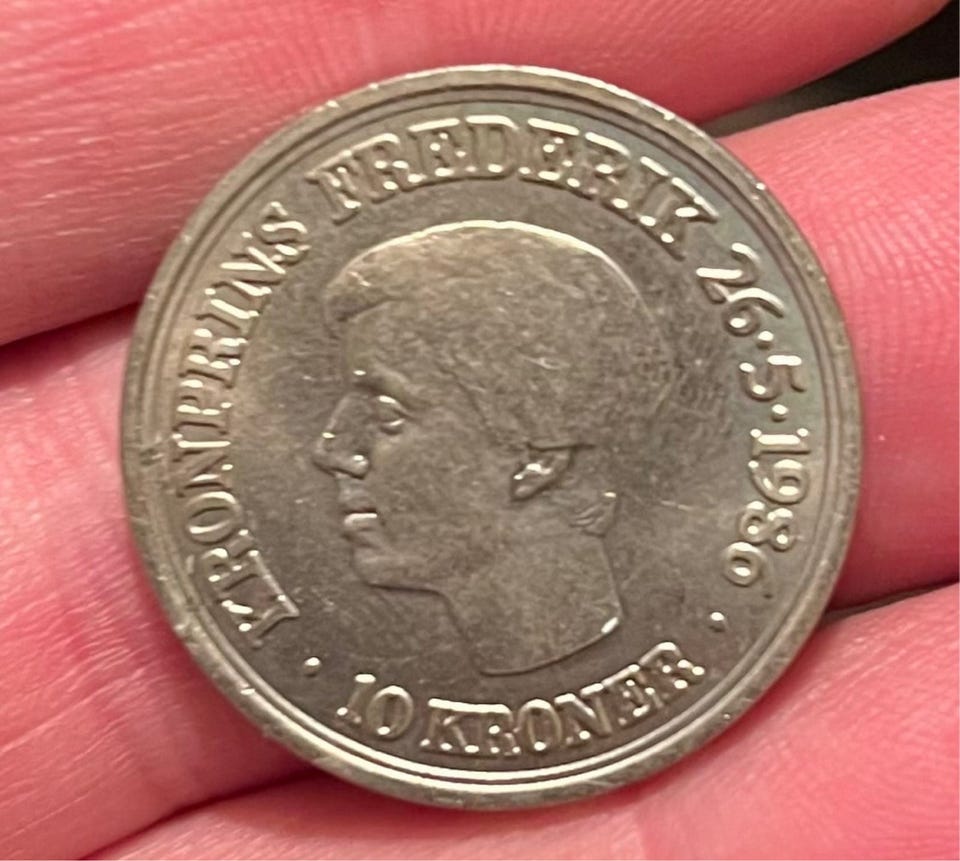 KRONPRINS FREDERIK 26·5·1986
· 10 KRONER ·